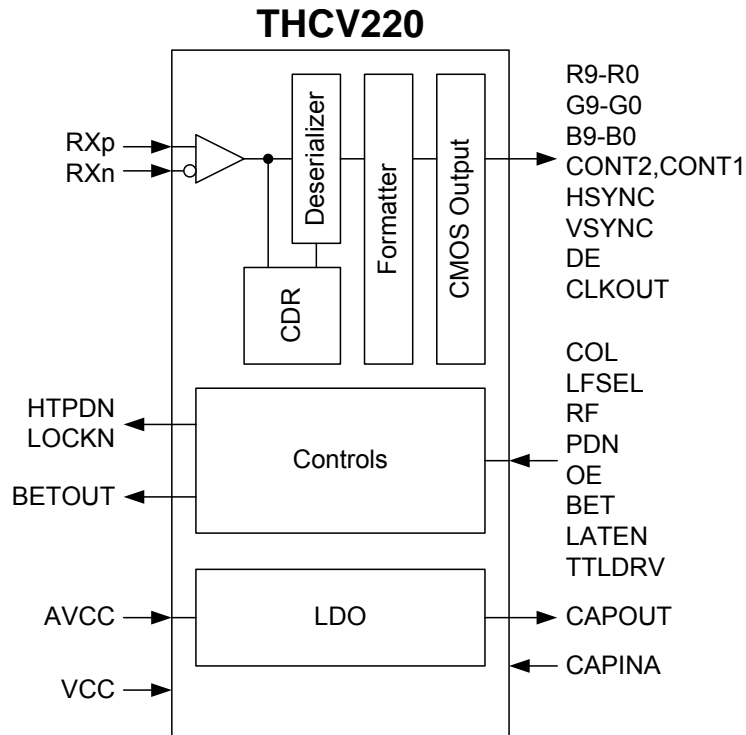 THCV220
RXp
RXn
Deserializer
Formatter
CMOS Output
CDR
R9-R0
G9-G0
B9-B0
CONT2,CONT1
HSYNC
VSYNC
DE
CLKOUT
HTPDN
LOCKN
BETOUT
Controls
COL
LFSEL
RF
PDN
OE
BET
LATEN
TTLDRV
AVCC
VCC
LDO
CAPOUT
CAPINA